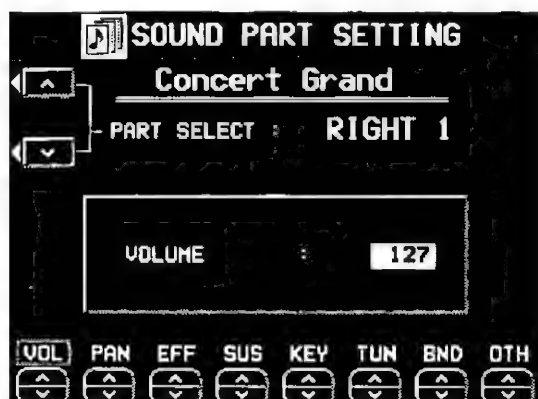 SOUND PART SETTING
Concert Grand
PART SELECT : RIGHT 1
VOLUME : 127
VOL PAN EFF SUS KEY TUN BND OTH